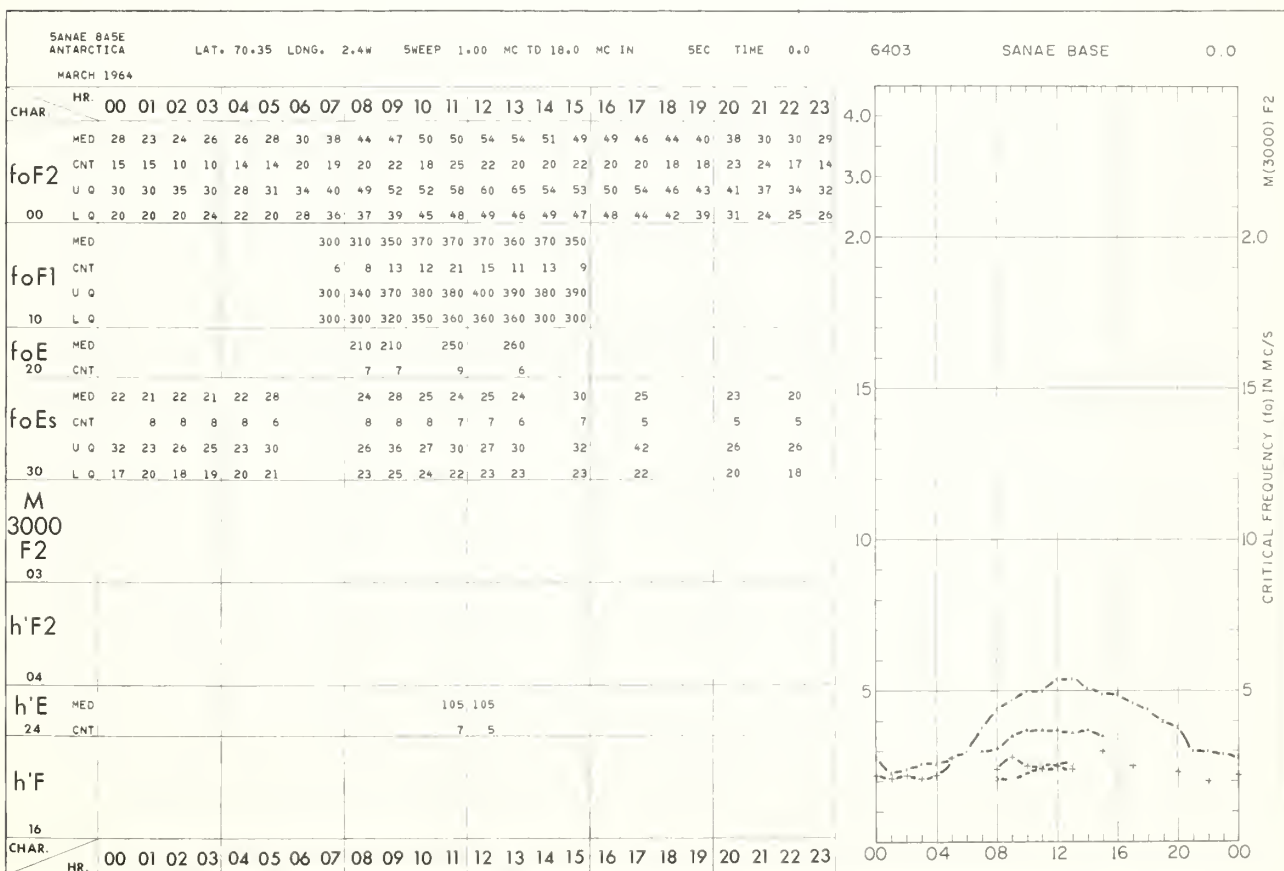 SANAE BASE
ANTARCTICA LAT. 70.35 LONG. 2.4W SWEEP 1.00 MC TO 18.0 MC IN SEC TIME 0.0
MARCH 1964
CHAR. HR. 00 01 02 03 04 05 06 07 08 09 10 11 12 13 14 15 16 17 18 19 20 21 22 23
foF2
MED 28 23 24 26 26 28 30 38 44 47 50 50 54 54 51 49 49 46 44 40 38 30 30 29
CNT 15 15 10 10 14 14 20 19 20 22 18 25 22 20 20 22 20 20 18 18 23 24 17 14
U Q 30 30 35 30 28 31 34 40 49 52 52 58 60 65 54 53 50 54 46 43 41 37 34 32
00 L Q 20 20 20 24 22 20 28 36 37 39 45 48 49 46 49 47 48 44 42 39 31 24 25 26
foF1
MED 300 310 350 370 370 370 360 370 350
CNT 6 8 13 12 21 15 11 13 9
U Q 300 340 370 380 380 400 390 380 390
10 L Q 300 300 320 350 360 360 360 300 300
foE MED 210 210 250 260
20 CNT 7 7 9 6
foEs
MED 22 21 22 21 22 28 24 28 25 24 25 24 30 25 23 20
CNT 8 8 8 8 6 8 8 8 7 7 6 7 5 5 5
U Q 32 23 26 25 23 30 26 36 27 30 27 30 32 42 26 26
30 L Q 17 20 18 19 20 21 23 25 24 22 23 23 23 22 20 18
M
3000
F2
03
h'F2
04
h'E MED 105 105
24 CNT 7 5
h'F
16
CHAR. HR. 00 01 02 03 04 05 06 07 08 09 10 11 12 13 14 15 16 17 18 19 20 21 22 23
6403 SANAE BASE 0.0
4.0
3.0
2.0 2.0
15 15
10 10
5 5
00 04 08 12 16 20 00
M(3000) F2
CRITICAL FREQUENCY (fo) IN MC/S